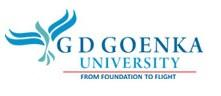 G D GOENKA
UNIVERSITY
FROM FOUNDATION TO FLIGHT